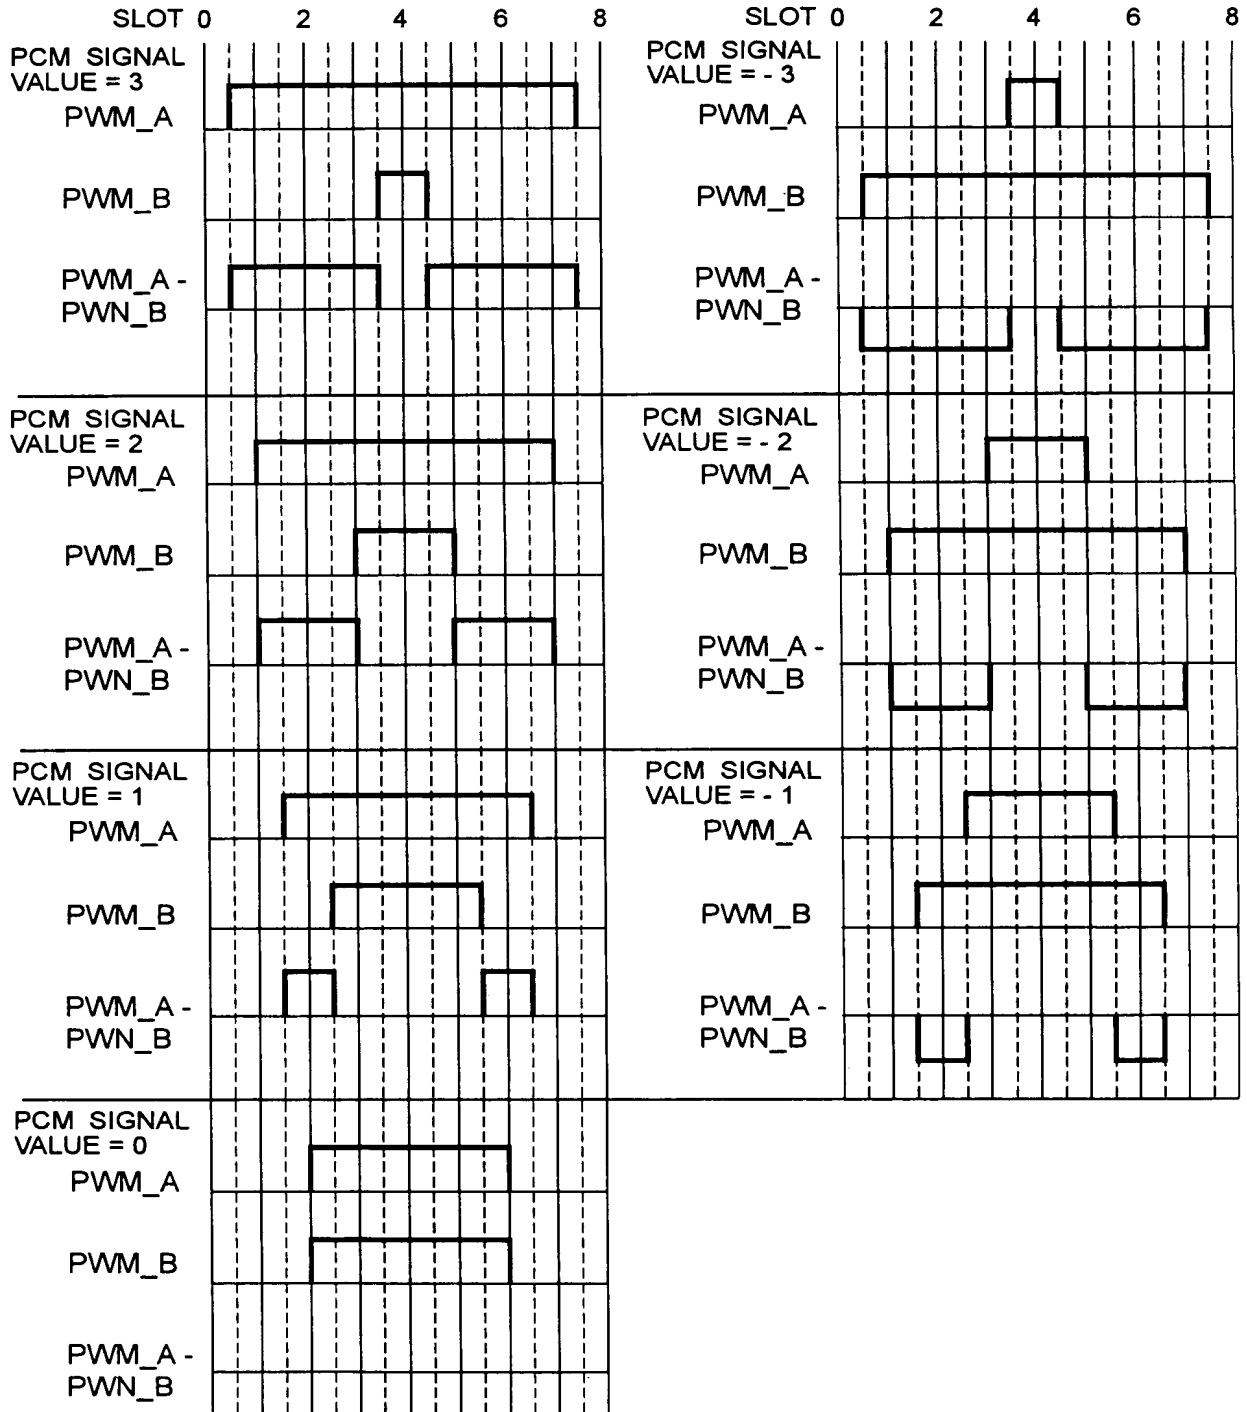 SLOT 0 2 4 6 8
PCM SIGNAL
VALUE = 3
PWM_A
PWM_B
PWM_A -
PWN_B
PCM SIGNAL
VALUE = 2
PWM_A
PWM_B
PWM_A -
PWN_B
PCM SIGNAL
VALUE = 1
PWM_A
PWM_B
PWM_A -
PWN_B
PCM SIGNAL
VALUE = 0
PWM_A
PWM_B
PWM_A -
PWN_B
SLOT 0 2 4 6 8
PCM SIGNAL
VALUE = - 3
PWM_A
PWM_B
PWM_A -
PWN_B
PCM SIGNAL
VALUE = - 2
PWM_A
PWM_B
PWM_A -
PWN_B
PCM SIGNAL
VALUE = - 1
PWM_A
PWM_B
PWM_A -
PWN_B